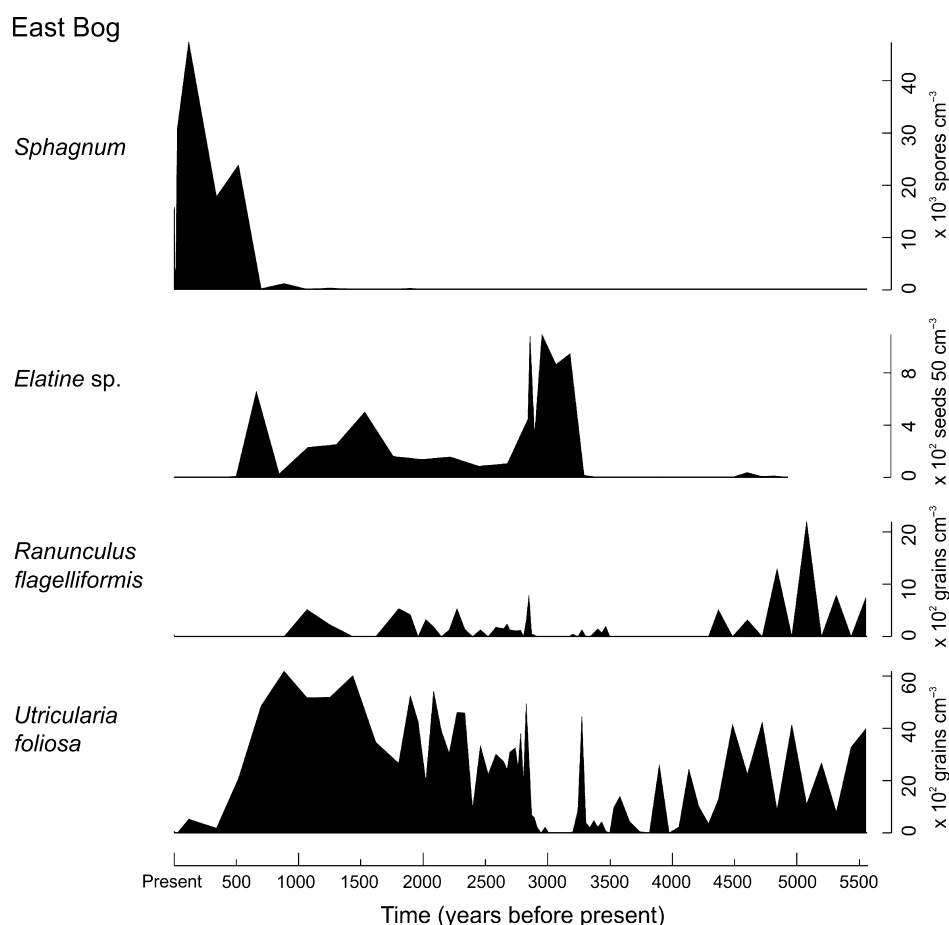 East Bog
Sphagnum
40
30
20
10
0
x 10³ spores cm⁻³
Elatine sp.
8
4
0
x 10² seeds 50 cm⁻³
Ranunculus
flagelliformis
20
10
0
x 10² grains cm⁻³
Utricularia
foliosa
60
40
20
0
x 10² grains cm⁻³
Present 500 1000 1500 2000 2500 3000 3500 4000 4500 5000 5500
Time (years before present)